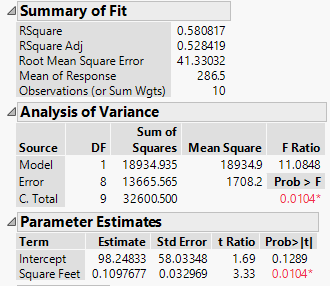 Summary of Fit
RSquare 0.580817
RSquare Adj 0.528419
Root Mean Square Error 41.33032
Mean of Response 286.5
Observations (or Sum Wgts) 10
Analysis of Variance
Sum of
Source DF Squares Mean Square F Ratio
Model 1 18934.935 18934.9 11.0848
Error 8 13665.565 1708.2 Prob > F
C. Total 9 32600.500 0.0104*
Parameter Estimates
Term Estimate Std Error t Ratio Prob>|t|
Intercept 98.24833 58.03348 1.69 0.1289
Square Feet 0.1097677 0.032969 3.33 0.0104*